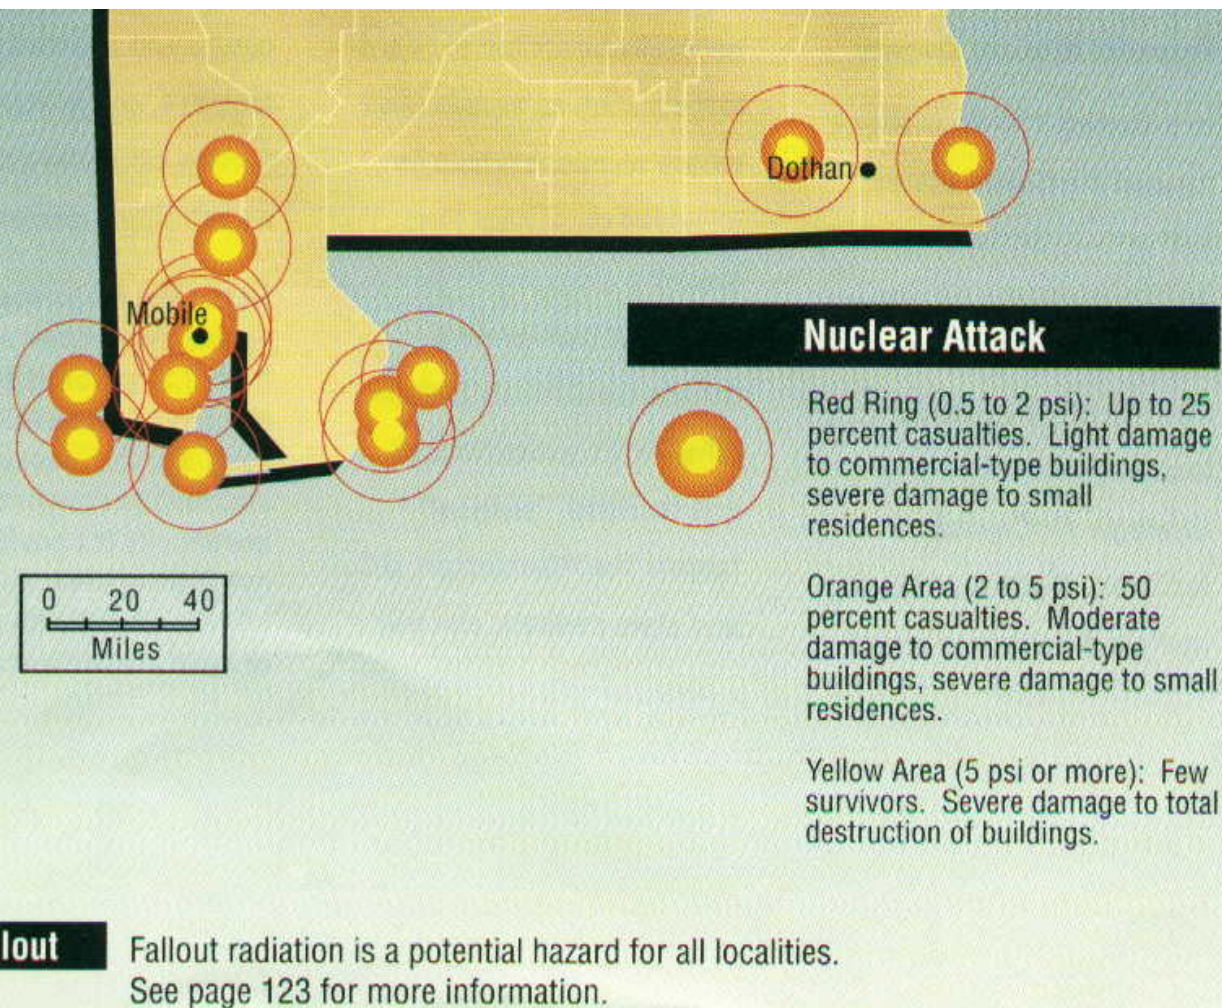 Dothan
Mobile
Nuclear Attack
Red Ring (0.5 to 2 psi): Up to 25
percent casualties. Light damage
to commercial-type buildings,
severe damage to small
residences.
Orange Area (2 to 5 psi): 50
percent casualties. Moderate
damage to commercial-type
buildings, severe damage to small
residences.
Yellow Area (5 psi or more): Few
survivors. Severe damage to total
destruction of buildings.
0 20 40
Miles
lout
Fallout radiation is a potential hazard for all localities.
See page 123 for more information.